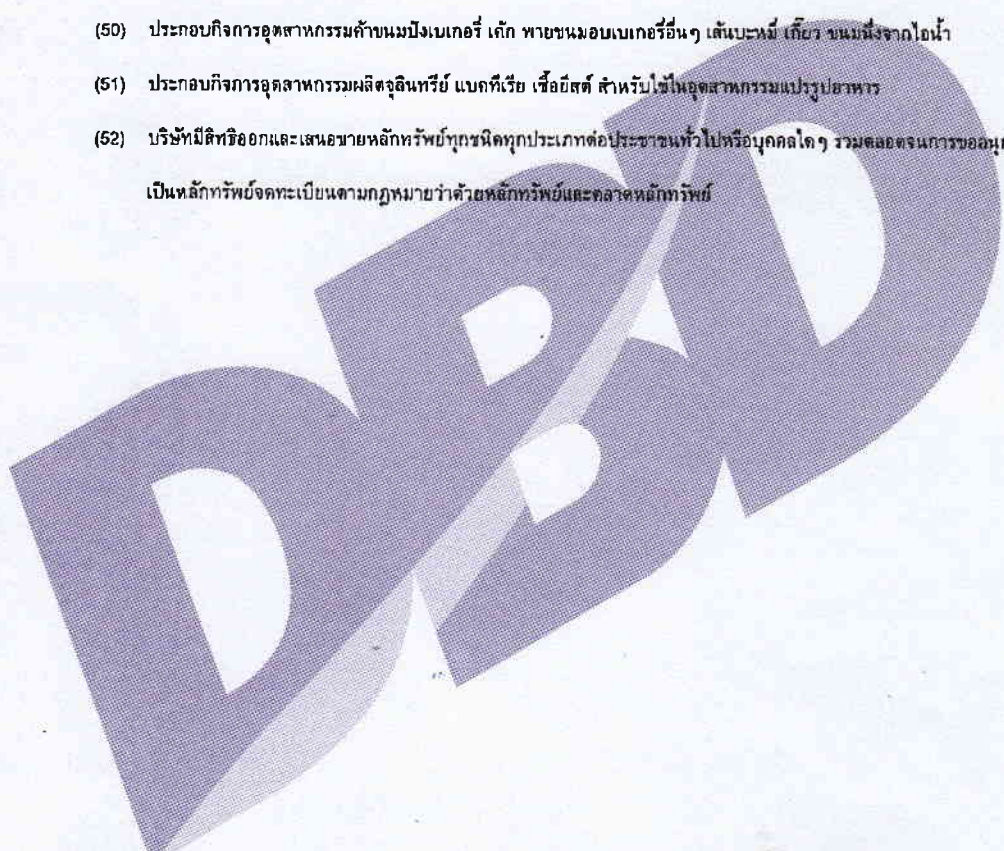 (50) ประกอบกิจการอุตสาหกรรมค้าขนมปังเบเกอรี่ เค้ก พายขนมอบเบเกอรี่อื่นๆ เส้นบะหมี่ เกี๊ยว ขนมนึ่งจากไอน้ำ
(51) ประกอบกิจการอุตสาหกรรมผลิตจุลินทรีย์ แบคทีเรีย เชื้อยีสต์ สำหรับใช้ในอุตสาหกรรมแปรรูปอาหาร
(52) บริษัทมีสิทธิออกและเสนอขายหลักทรัพย์ทุกชนิดทุกประเภทต่อประชาชนทั่วไปหรือบุคคลใดๆ รวมตลอดจนการขออนุ
เป็นหลักทรัพย์จดทะเบียนตามกฎหมายว่าด้วยหลักทรัพย์และตลาดหลักทรัพย์
DBD